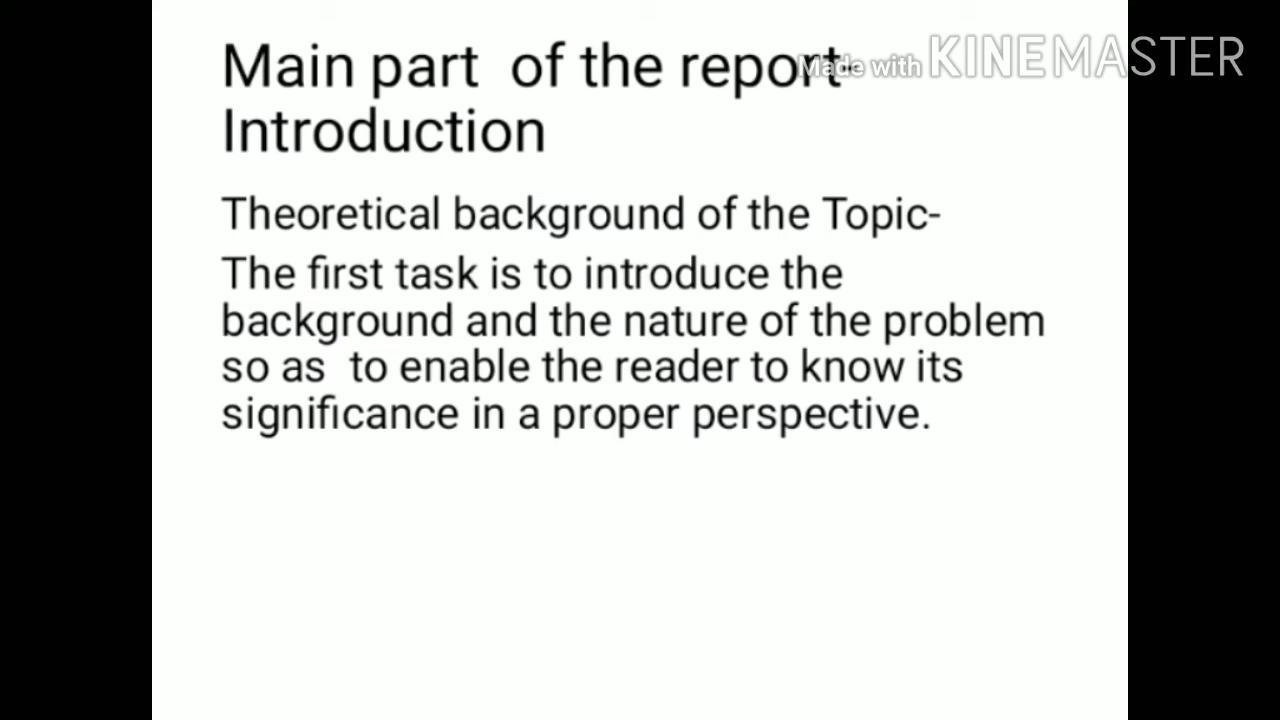 Main part  of the report-
Made with KINEMASTER
Introduction
Theoretical background of the Topic-
The first task is to introduce the
background and the nature of the problem
so as  to enable the reader to know its
significance in a proper perspective.